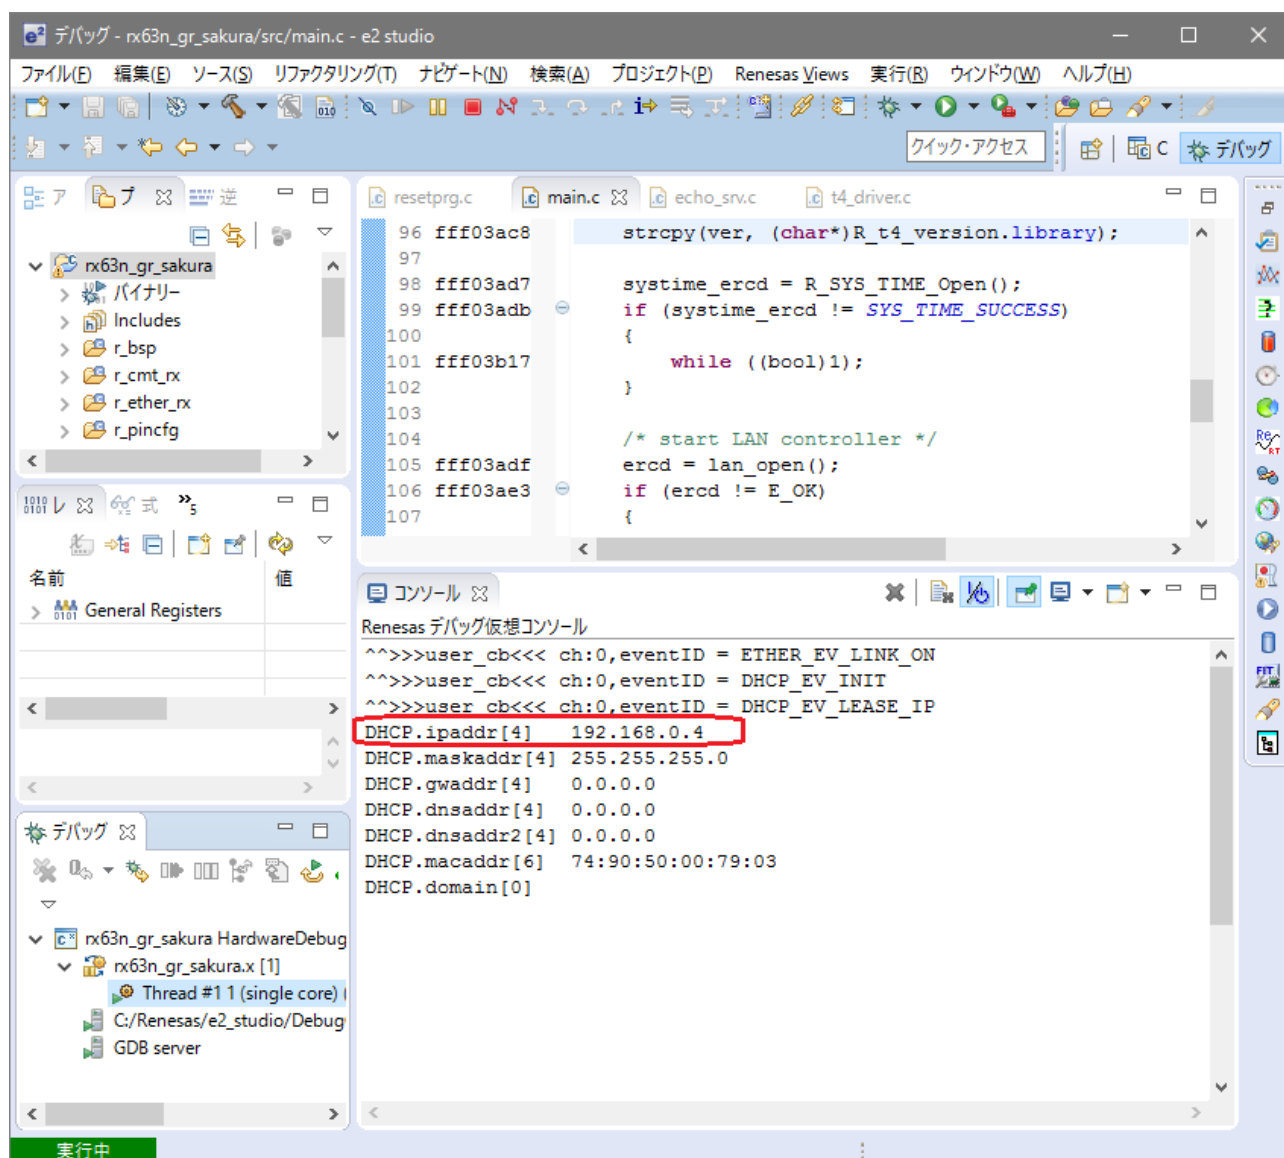 デバッグ - rx63n_gr_sakura/src/main.c - e2 studio
ファイル(F) 編集(E) ソース(S) リファクタリング(T) ナビゲート(N) 検索(A) プロジェクト(P) Renesas Views 実行(R) ウィンドウ(W) ヘルプ(H)
クイック・アクセス
C
デバッグ
ア
プ
逆
rx63n_gr_sakura
バイナリー
Includes
r_bsp
r_cmt_rx
r_ether_rx
r_pincfg
resetprg.c
main.c
echo_srv.c
t4_driver.c
96 fff03ac8 strcpy(ver, (char*)R_t4_version.library);
97
98 fff03ad7 systime_ercd = R_SYS_TIME_Open();
99 fff03adb if (systime_ercd != SYS_TIME_SUCCESS)
100 {
101 fff03b17 while ((bool)1);
102 }
103
104 /* start LAN controller */
105 fff03adf ercd = lan_open();
106 fff03ae3 if (ercd != E_OK)
107 {
レ
式
»5
名前 値
General Registers
コンソール
Renesas デバッグ仮想コンソール
^^>>>user_cb<<< ch:0,eventID = ETHER_EV_LINK_ON
^^>>>user_cb<<< ch:0,eventID = DHCP_EV_INIT
^^>>>user_cb<<< ch:0,eventID = DHCP_EV_LEASE_IP
DHCP.ipaddr[4] 192.168.0.4
DHCP.maskaddr[4] 255.255.255.0
DHCP.gwaddr[4] 0.0.0.0
DHCP.dnsaddr[4] 0.0.0.0
DHCP.dnsaddr2[4] 0.0.0.0
DHCP.macaddr[6] 74:90:50:00:79:03
DHCP.domain[0]
デバッグ
rx63n_gr_sakura HardwareDebug
rx63n_gr_sakura.x [1]
Thread #1 1 (single core) (
C:/Renesas/e2_studio/Debug
GDB server
実行中